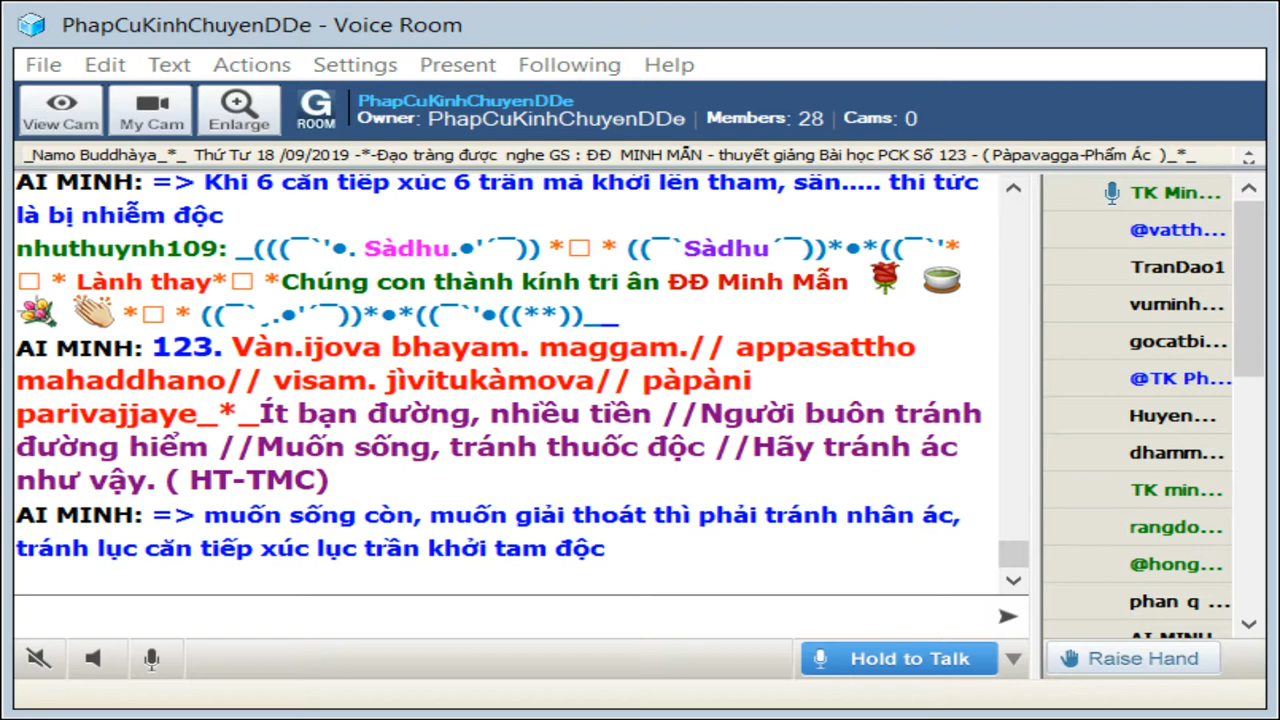 PhapCuKinhChuyenDDe - Voice Room
File Edit Text Actions Settings Present Following Help
View Cam My Cam Enlarge G ROOM
PhapCuKinhChuyenDDe
Owner: PhapCuKinhChuyenDDe | Members: 28 | Cams: 0
_Namo Buddhàya_*_ Thứ Tư 18 /09/2019 -*-Đạo tràng được nghe GS : ĐĐ MINH MẪN - thuyết giảng Bài học PCK Số 123 - ( Pàpavagga-Phẩm Ác )_*_
AI MINH: => Khi 6 căn tiếp xúc 6 trần mà khởi lên tham, sân..... thì tức
là bị nhiễm độc
nhuthuynh109: _(((¯`'●. Sàdhu.●'´¯)) *□ * ((¯`Sàdhu´¯))*●*((¯`'*
□ * Lành thay*□ *Chúng con thành kính tri ân ĐĐ Minh Mẫn
*□ * ((¯`¸.●'´¯))*●*((¯`'●((**))__
AI MINH: 123. Vàn.ijova bhayam. maggam.// appasattho
mahaddhano// visam. jìvitukàmova// pàpàni
parivajjaye_*_Ít bạn đường, nhiều tiền //Người buôn tránh
đường hiểm //Muốn sống, tránh thuốc độc //Hãy tránh ác
như vậy. ( HT-TMC)
AI MINH: => muốn sống còn, muốn giải thoát thì phải tránh nhân ác,
tránh lục căn tiếp xúc lục trần khởi tam độc
TK Min...
@vatth...
TranDao1
vuminh...
gocatbi...
@TK Ph...
Huyen...
dhamm...
TK min...
rangdo...
@hong...
phan q ...
AI MINH
Hold to Talk
Raise Hand